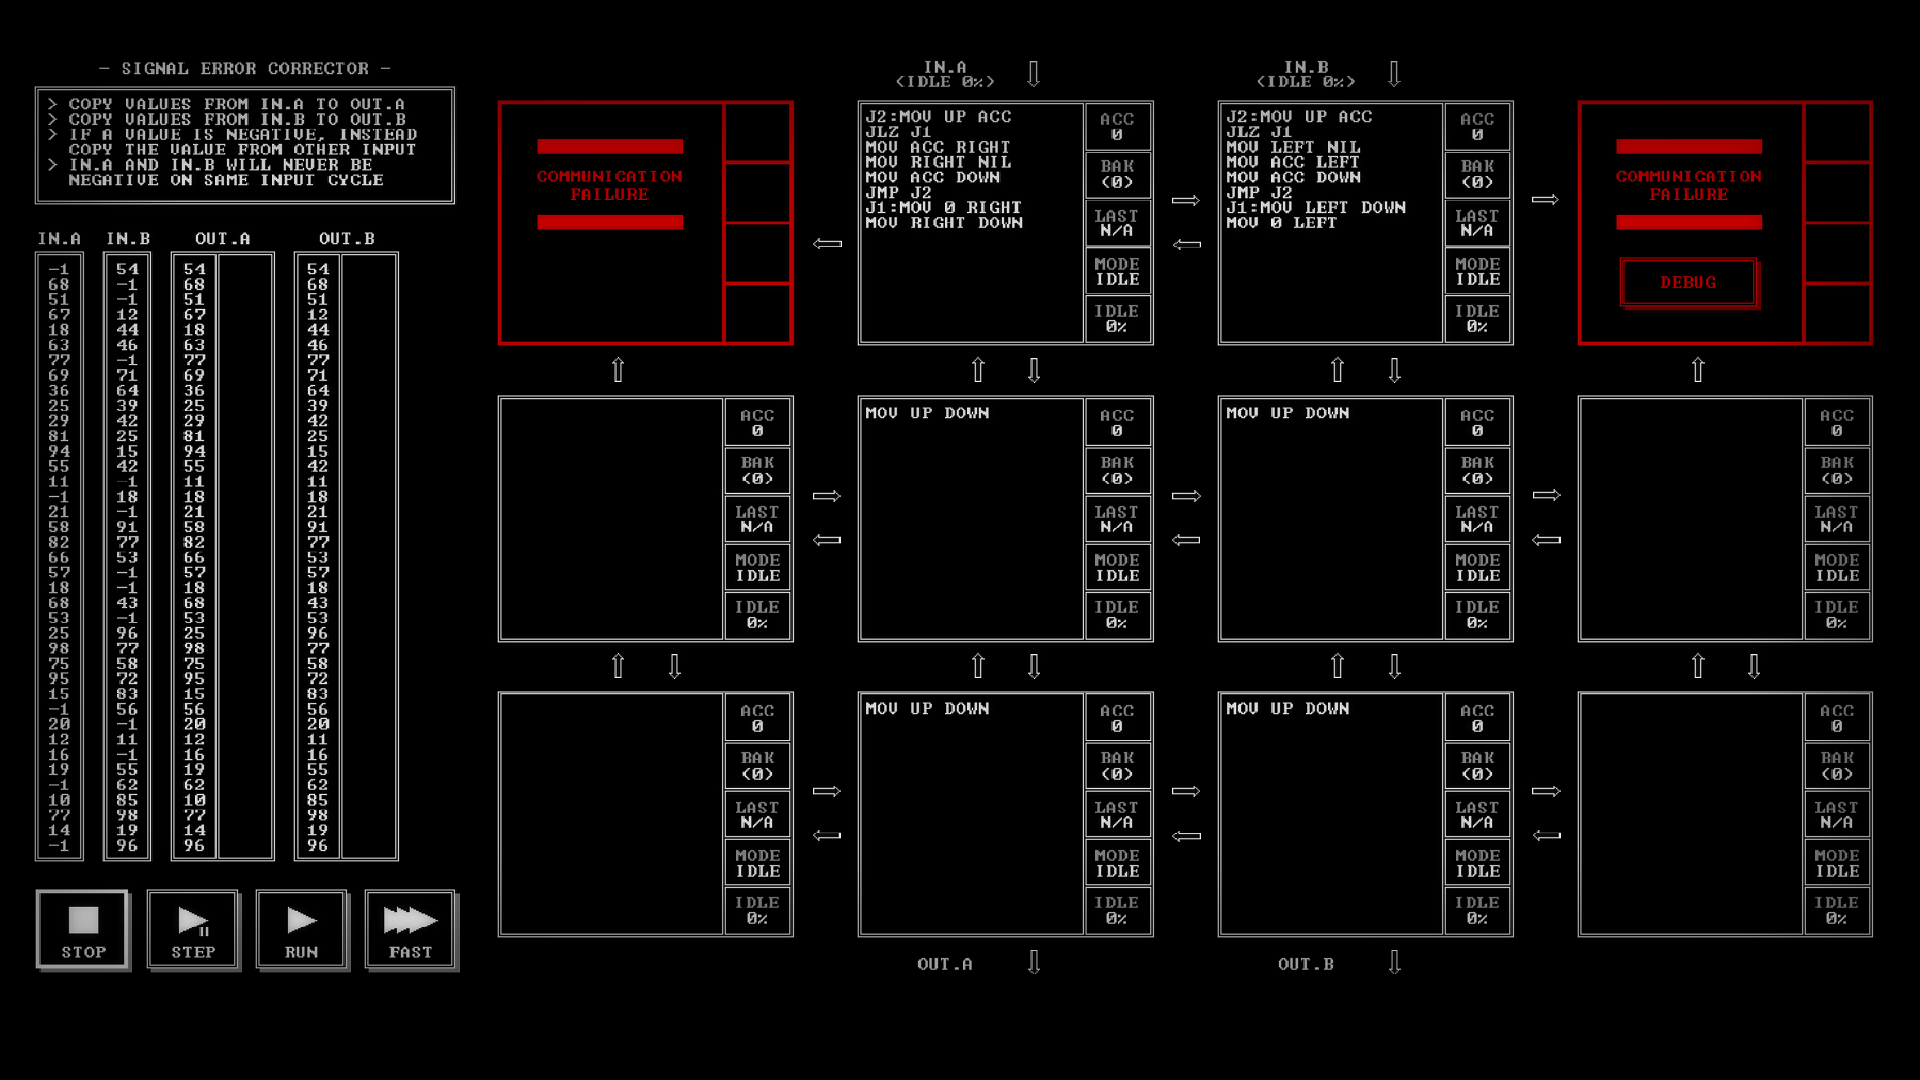 - SIGNAL ERROR CORRECTOR -
> COPY VALUES FROM IN.A TO OUT.A
> COPY VALUES FROM IN.B TO OUT.B
> IF A VALUE IS NEGATIVE, INSTEAD
COPY THE VALUE FROM OTHER INPUT
> IN.A AND IN.B WILL NEVER BE
NEGATIVE ON SAME INPUT CYCLE
IN.A IN.B OUT.A OUT.B
-1 54 54 54
68 -1 68 68
51 -1 51 51
67 12 67 12
18 44 18 44
63 46 63 46
77 -1 77 77
69 71 69 71
36 64 36 64
25 39 25 39
29 42 29 42
81 25 81 25
94 15 94 15
55 42 55 42
11 -1 11 11
-1 18 18 18
21 -1 21 21
58 91 58 91
82 77 82 77
66 53 66 53
57 -1 57 57
18 -1 18 18
68 43 68 43
53 -1 53 53
25 96 25 96
98 77 98 77
75 58 75 58
95 72 95 72
15 83 15 83
-1 56 56 56
20 -1 20 20
12 11 12 11
16 -1 16 16
19 55 19 55
-1 62 62 62
10 85 10 85
77 98 77 98
14 19 14 19
-1 96 96 96
STOP
STEP
RUN
FAST
IN.A
<IDLE 0%>
IN.B
<IDLE 0%>
COMMUNICATION
FAILURE
J2:MOV UP ACC
JLZ J1
MOV ACC RIGHT
MOV RIGHT NIL
MOV ACC DOWN
JMP J2
J1:MOV 0 RIGHT
MOV RIGHT DOWN
ACC
0
BAK
(0)
LAST
N/A
MODE
IDLE
IDLE
0%
J2:MOV UP ACC
JLZ J1
MOV LEFT NIL
MOV ACC LEFT
MOV ACC DOWN
JMP J2
J1:MOV LEFT DOWN
MOV 0 LEFT
ACC
0
BAK
(0)
LAST
N/A
MODE
IDLE
IDLE
0%
COMMUNICATION
FAILURE
DEBUG
ACC
0
BAK
(0)
LAST
N/A
MODE
IDLE
IDLE
0%
MOV UP DOWN
ACC
0
BAK
(0)
LAST
N/A
MODE
IDLE
IDLE
0%
MOV UP DOWN
ACC
0
BAK
(0)
LAST
N/A
MODE
IDLE
IDLE
0%
ACC
0
BAK
(0)
LAST
N/A
MODE
IDLE
IDLE
0%
ACC
0
BAK
(0)
LAST
N/A
MODE
IDLE
IDLE
0%
MOV UP DOWN
ACC
0
BAK
(0)
LAST
N/A
MODE
IDLE
IDLE
0%
MOV UP DOWN
ACC
0
BAK
(0)
LAST
N/A
MODE
IDLE
IDLE
0%
ACC
0
BAK
(0)
LAST
N/A
MODE
IDLE
IDLE
0%
OUT.A
OUT.B